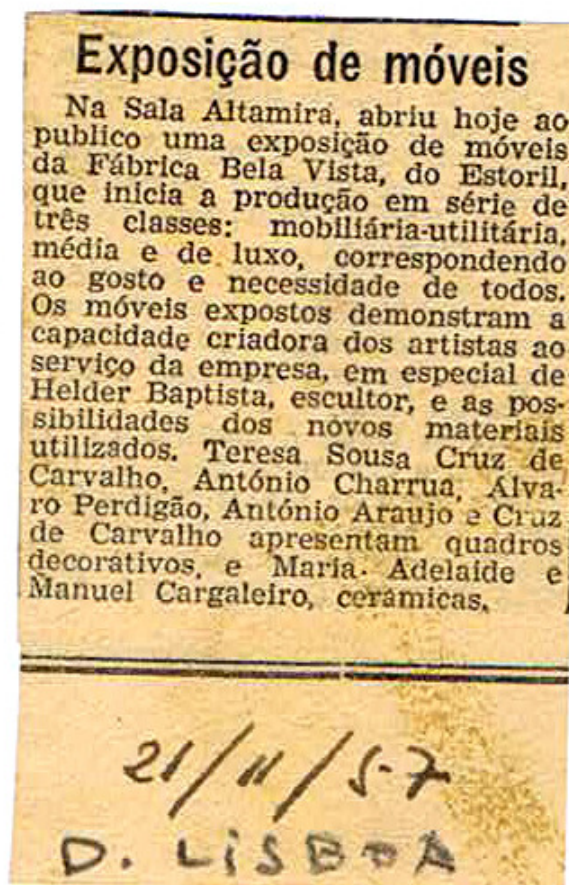 Exposição de móveis
Na Sala Altamira, abriu hoje ao
publico uma exposição de móveis
da Fábrica Bela Vista, do Estoril,
que inicia a produção em série de
três classes: mobiliária-utilitária,
média e de luxo, correspondendo
ao gosto e necessidade de todos.
Os móveis expostos demonstram a
capacidade criadora dos artistas ao
serviço da empresa, em especial de
Helder Baptista, escultor, e as pos-
sibilidades dos novos materiais
utilizados. Teresa Sousa Cruz de
Carvalho, António Charrua, Alva-
ro Perdigão, António Araujo e Cruz
de Carvalho apresentam quadros
decorativos, e Maria Adelaide e
Manuel Cargaleiro, ceramicas.
21/11/57
D. LiSBOA